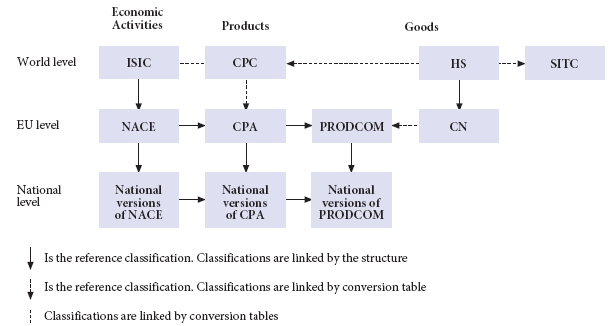 Economic
Activities
Products
Goods
World level
ISIC
CPC
HS
SITC
EU level
NACE
CPA
PRODCOM
CN
National
level
National
versions
of NACE
National
versions
of CPA
National
versions of
PRODCOM
Is the reference classification. Classifications are linked by the structure
Is the reference classification. Classifications are linked by conversion table
Classifications are linked by conversion tables